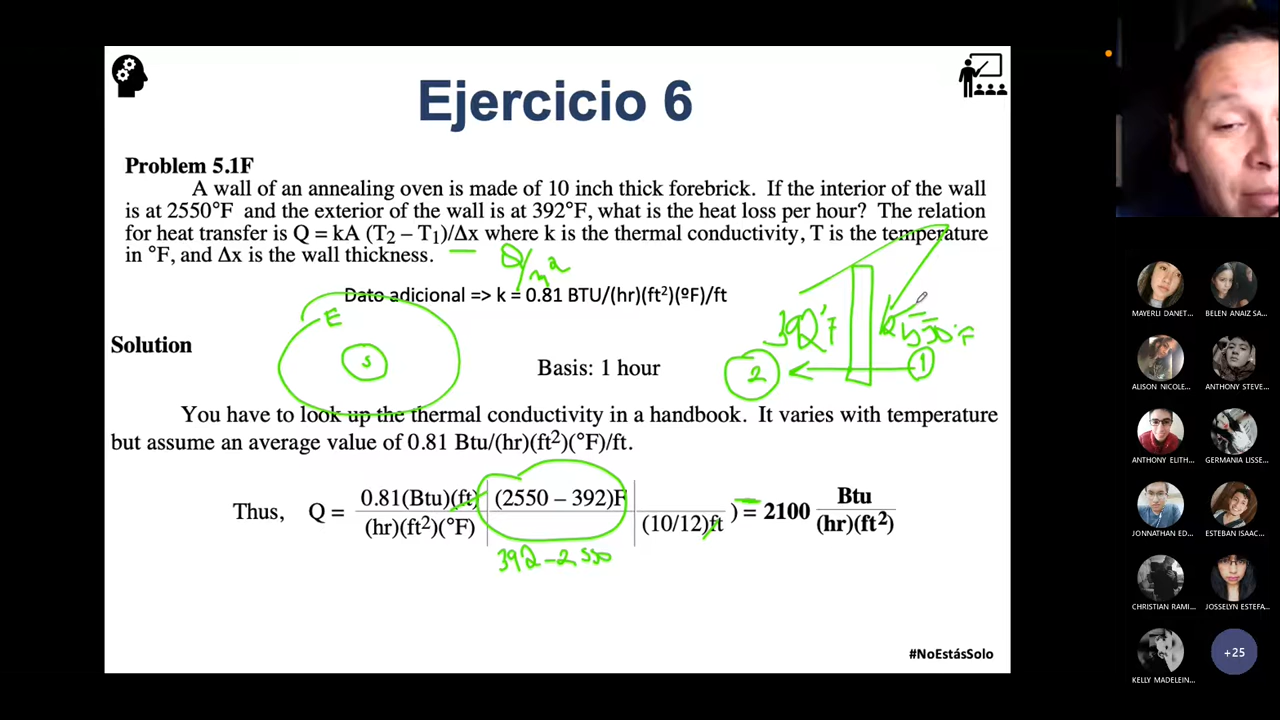 Ejercicio 6
Problem 5.1F
A wall of an annealing oven is made of 10 inch thick forebrick. If the interior of the wall
is at 2550°F and the exterior of the wall is at 392°F, what is the heat loss per hour? The relation
for heat transfer is Q = kA (T2 – T1)/Δx where k is the thermal conductivity, T is the temperature
in °F, and Δx is the wall thickness.
Q/m2
Dato adicional => k = 0.81 BTU/(hr)(ft2)(ºF)/ft
E
S
392°F
2550°F
2
1
Solution
Basis: 1 hour
You have to look up the thermal conductivity in a handbook. It varies with temperature
but assume an average value of 0.81 Btu/(hr)(ft2)(°F)/ft.
Thus, Q = 0.81(Btu)(ft) (2550 – 392)F ) = 2100 Btu
(hr)(ft2)(°F) (10/12)ft (hr)(ft2)
392-2550
#NoEstásSolo
MAYERLI DANET...
BELEN ANAIZ SA...
ALISON NICOLE...
ANTHONY STEVE...
ANTHONY ELITH...
GERMANIA LISSE...
JONNATHAN ED...
ESTEBAN ISAAC...
CHRISTIAN RAMI...
JOSSELYN ESTEFA...
KELLY MADELEIN...
+25